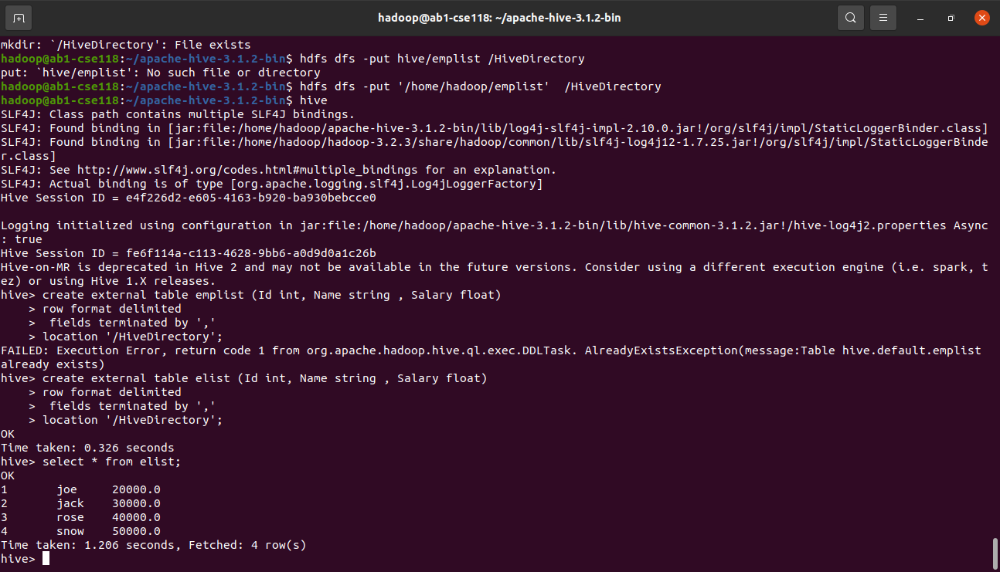 hadoop@ab1-cse118: ~/apache-hive-3.1.2-bin
mkdir: `/HiveDirectory': File exists
hadoop@ab1-cse118:~/apache-hive-3.1.2-bin$ hdfs dfs -put hive/emplist /HiveDirectory
put: `hive/emplist': No such file or directory
hadoop@ab1-cse118:~/apache-hive-3.1.2-bin$ hdfs dfs -put '/home/hadoop/emplist'  /HiveDirectory
hadoop@ab1-cse118:~/apache-hive-3.1.2-bin$ hive
SLF4J: Class path contains multiple SLF4J bindings.
SLF4J: Found binding in [jar:file:/home/hadoop/apache-hive-3.1.2-bin/lib/log4j-slf4j-impl-2.10.0.jar!/org/slf4j/impl/StaticLoggerBinder.class]
SLF4J: Found binding in [jar:file:/home/hadoop/hadoop-3.2.3/share/hadoop/common/lib/slf4j-log4j12-1.7.25.jar!/org/slf4j/impl/StaticLoggerBinde
r.class]
SLF4J: See http://www.slf4j.org/codes.html#multiple_bindings for an explanation.
SLF4J: Actual binding is of type [org.apache.logging.slf4j.Log4jLoggerFactory]
Hive Session ID = e4f226d2-e605-4163-b920-ba930bebcce0
Logging initialized using configuration in jar:file:/home/hadoop/apache-hive-3.1.2-bin/lib/hive-common-3.1.2.jar!/hive-log4j2.properties Async
: true
Hive Session ID = fe6f114a-c113-4628-9bb6-a0d9d0a1c26b
Hive-on-MR is deprecated in Hive 2 and may not be available in the future versions. Consider using a different execution engine (i.e. spark, t
ez) or using Hive 1.X releases.
hive> create external table emplist (Id int, Name string , Salary float)
    > row format delimited
    >  fields terminated by ','
    > location '/HiveDirectory';
FAILED: Execution Error, return code 1 from org.apache.hadoop.hive.ql.exec.DDLTask. AlreadyExistsException(message:Table hive.default.emplist
already exists)
hive> create external table elist (Id int, Name string , Salary float)
    > row format delimited
    >  fields terminated by ','
    > location '/HiveDirectory';
OK
Time taken: 0.326 seconds
hive> select * from elist;
OK
1       joe     20000.0
2       jack    30000.0
3       rose    40000.0
4       snow    50000.0
Time taken: 1.206 seconds, Fetched: 4 row(s)
hive>